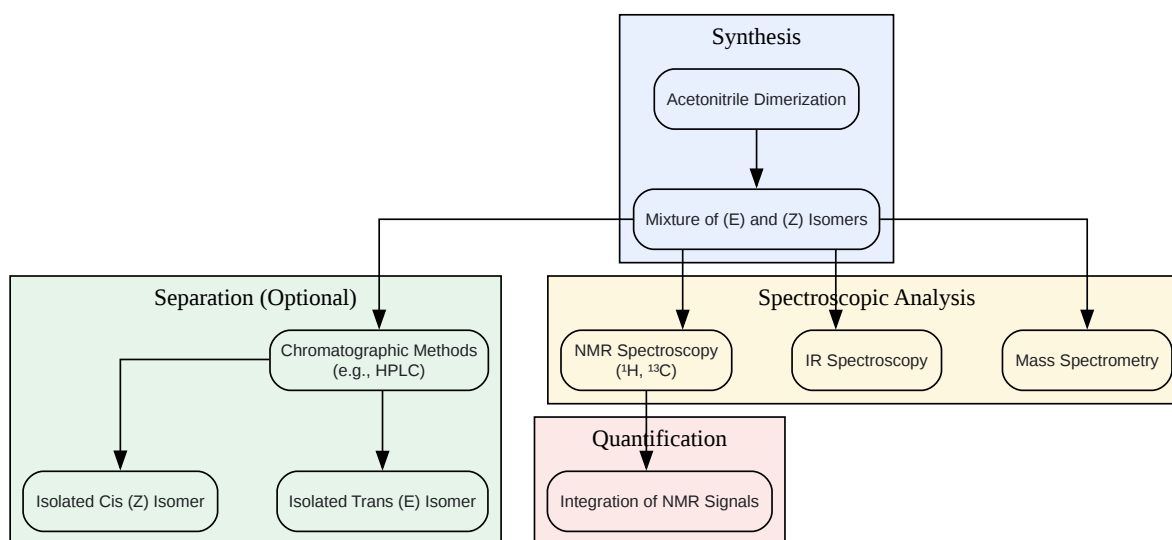 Synthesis
Acetonitrile Dimerization
Mixture of (E) and (Z) Isomers
Separation (Optional)
Chromatographic Methods
(e.g., HPLC)
Isolated Cis (Z) Isomer
Isolated Trans (E) Isomer
Spectroscopic Analysis
NMR Spectroscopy
(¹H, ¹³C)
IR Spectroscopy
Mass Spectrometry
Quantification
Integration of NMR Signals